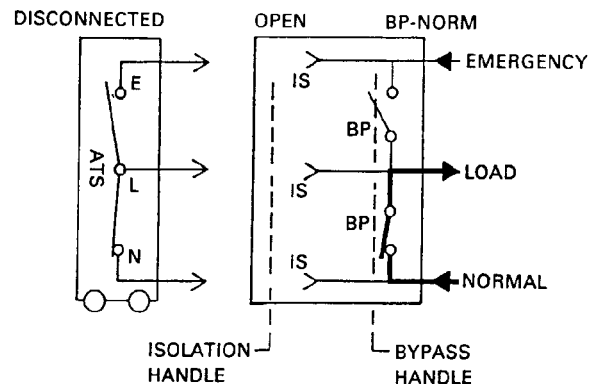 DISCONNECTED
OPEN
BP-NORM
E
IS
EMERGENCY
BP
ATS
L
IS
LOAD
BP
N
IS
NORMAL
ISOLATION
HANDLE
BYPASS
HANDLE